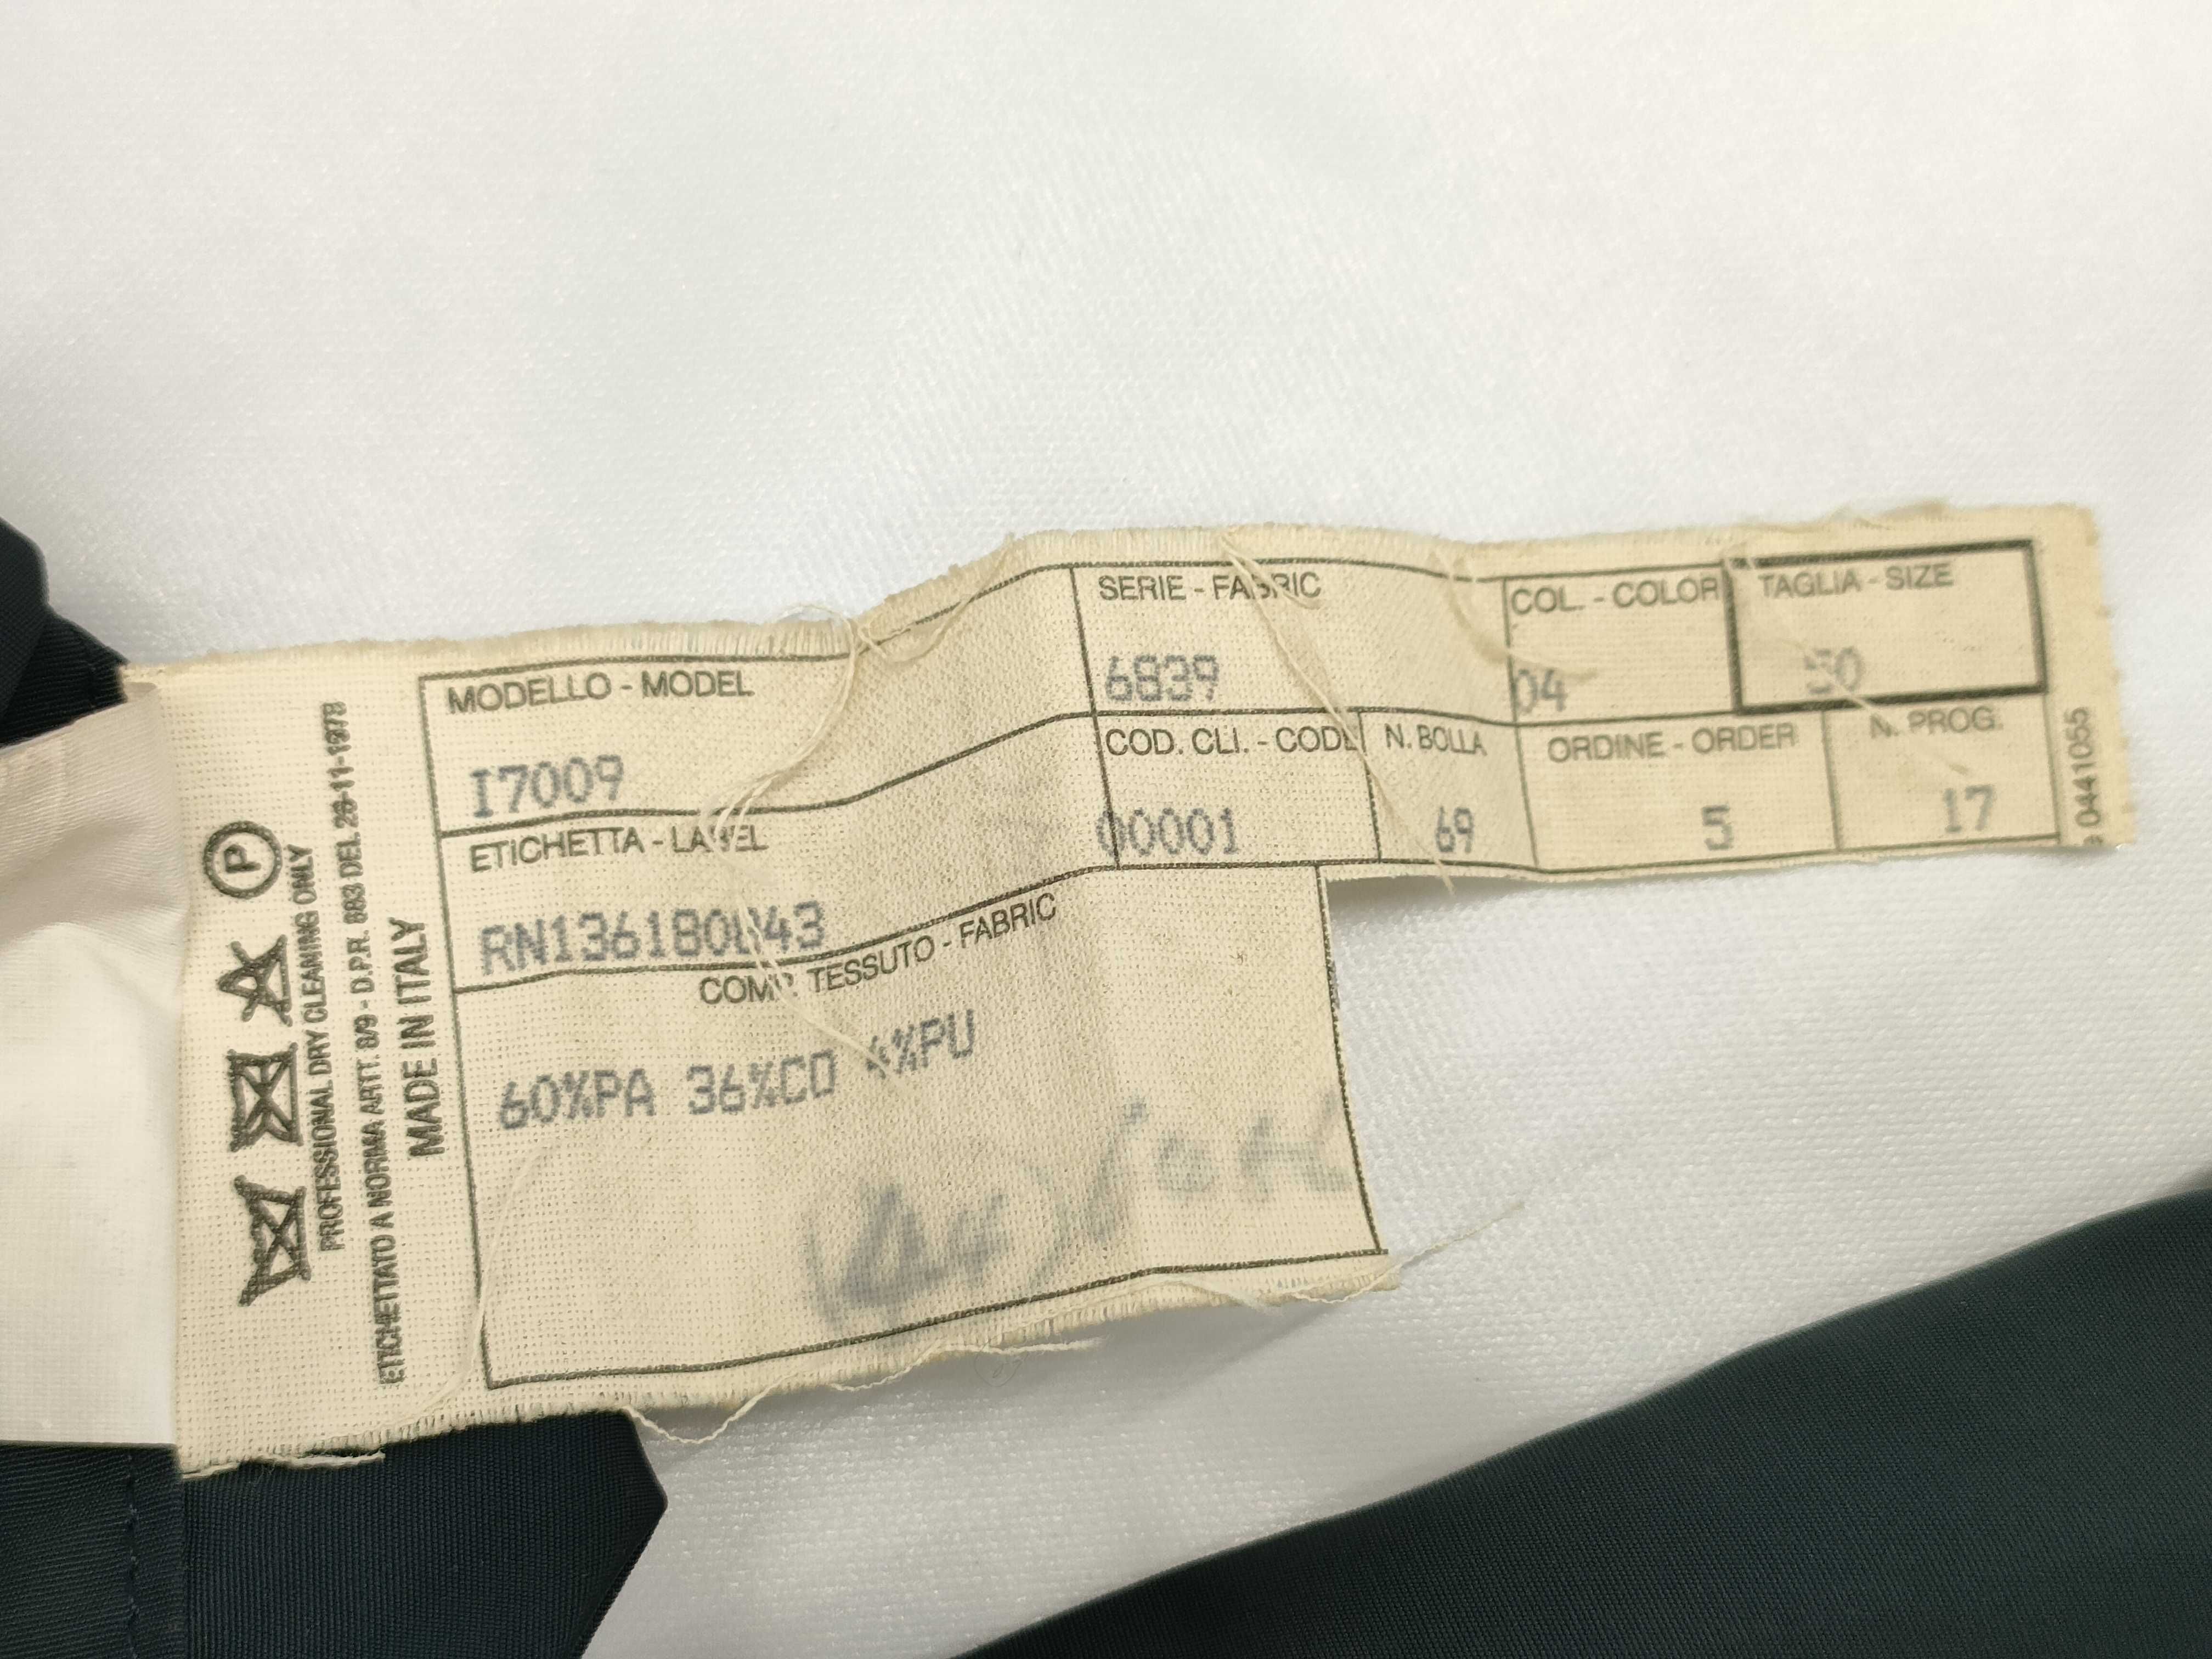 MODELLO - MODEL
I7009
SERIE - FABRIC
6839
COL. - COLOR
04
TAGLIA - SIZE
50
ETICHETTA - LABEL
COD. CLI. - CODE
00001
N. BOLLA
69
ORDINE - ORDER
5
N. PROG.
17
COMP. TESSUTO - FABRIC
60%PA 36%CO 4%PU
P
PROFESSIONAL DRY CLEANING ONLY
ETICHETTATO A NORMA ARTT. 8/9 - D.P.R. 883 DEL 26-11-1973
MADE IN ITALY
0441055